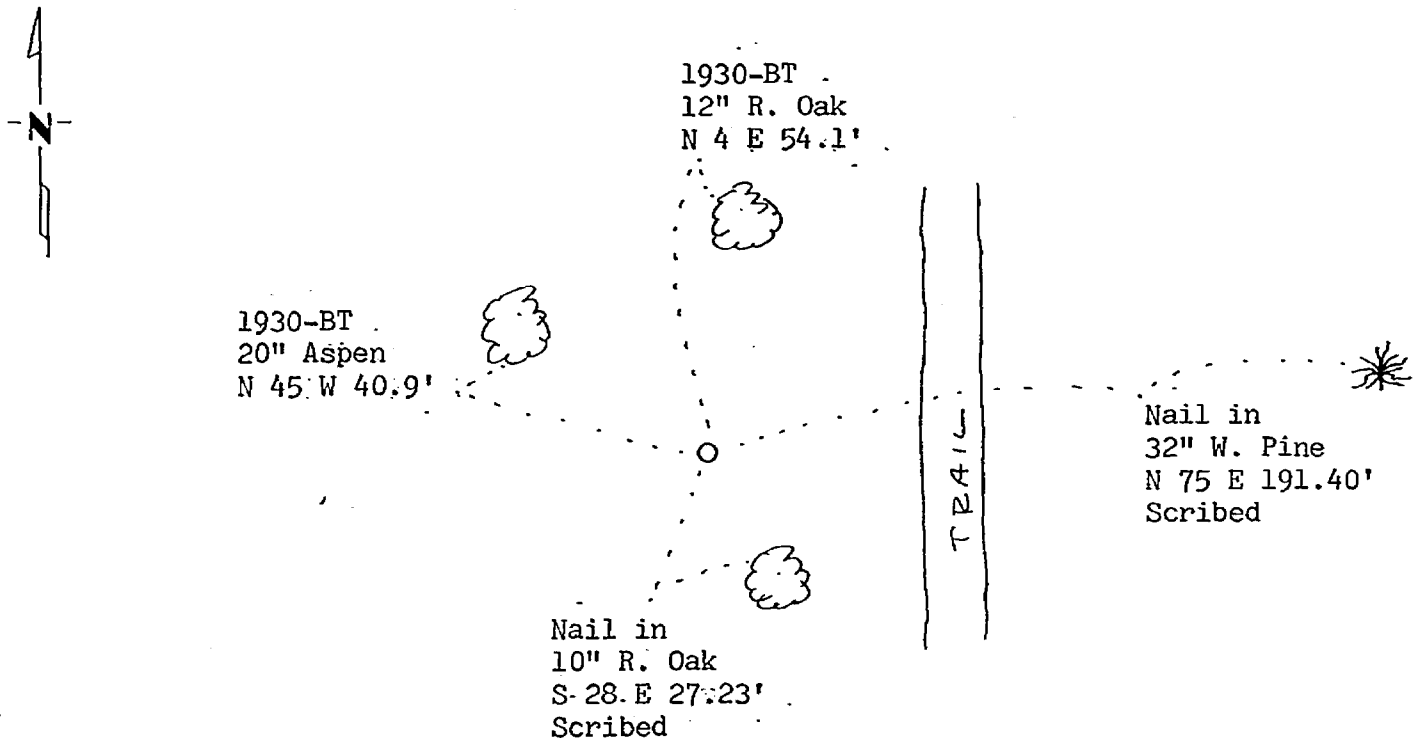 N
1930-BT
12" R. Oak
N 4 E 54.1'
1930-BT
20" Aspen
N 45 W 40.9'
TRAIL
Nail in
32" W. Pine
N 75 E 191.40'
Scribed
Nail in
10" R. Oak
S 28 E 27.23'
Scribed